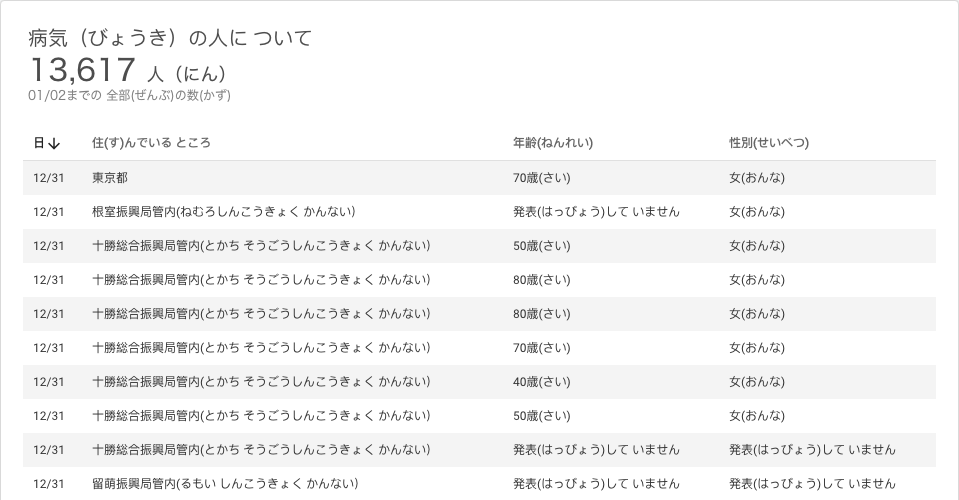 病気（びょうき）の人に ついて
13,617 人（にん）
01/02までの 全部(ぜんぶ)の数(かず)
日↓ 住(す)んでいる ところ 年齢(ねんれい) 性別(せいべつ)
12/31 東京都 70歳(さい) 女(おんな)
12/31 根室振興局管内(ねむろしんこうきょく かんない) 発表(はっぴょう)して いません 女(おんな)
12/31 十勝総合振興局管内(とかち そうごうしんこうきょく かんない) 50歳(さい) 女(おんな)
12/31 十勝総合振興局管内(とかち そうごうしんこうきょく かんない) 80歳(さい) 女(おんな)
12/31 十勝総合振興局管内(とかち そうごうしんこうきょく かんない) 80歳(さい) 女(おんな)
12/31 十勝総合振興局管内(とかち そうごうしんこうきょく かんない) 70歳(さい) 女(おんな)
12/31 十勝総合振興局管内(とかち そうごうしんこうきょく かんない) 40歳(さい) 女(おんな)
12/31 十勝総合振興局管内(とかち そうごうしんこうきょく かんない) 50歳(さい) 女(おんな)
12/31 十勝総合振興局管内(とかち そうごうしんこうきょく かんない) 発表(はっぴょう)して いません 発表(はっぴょう)して いません
12/31 留萌振興局管内(るもい しんこうきょく かんない) 発表(はっぴょう)して いません 発表(はっぴょう)して いません